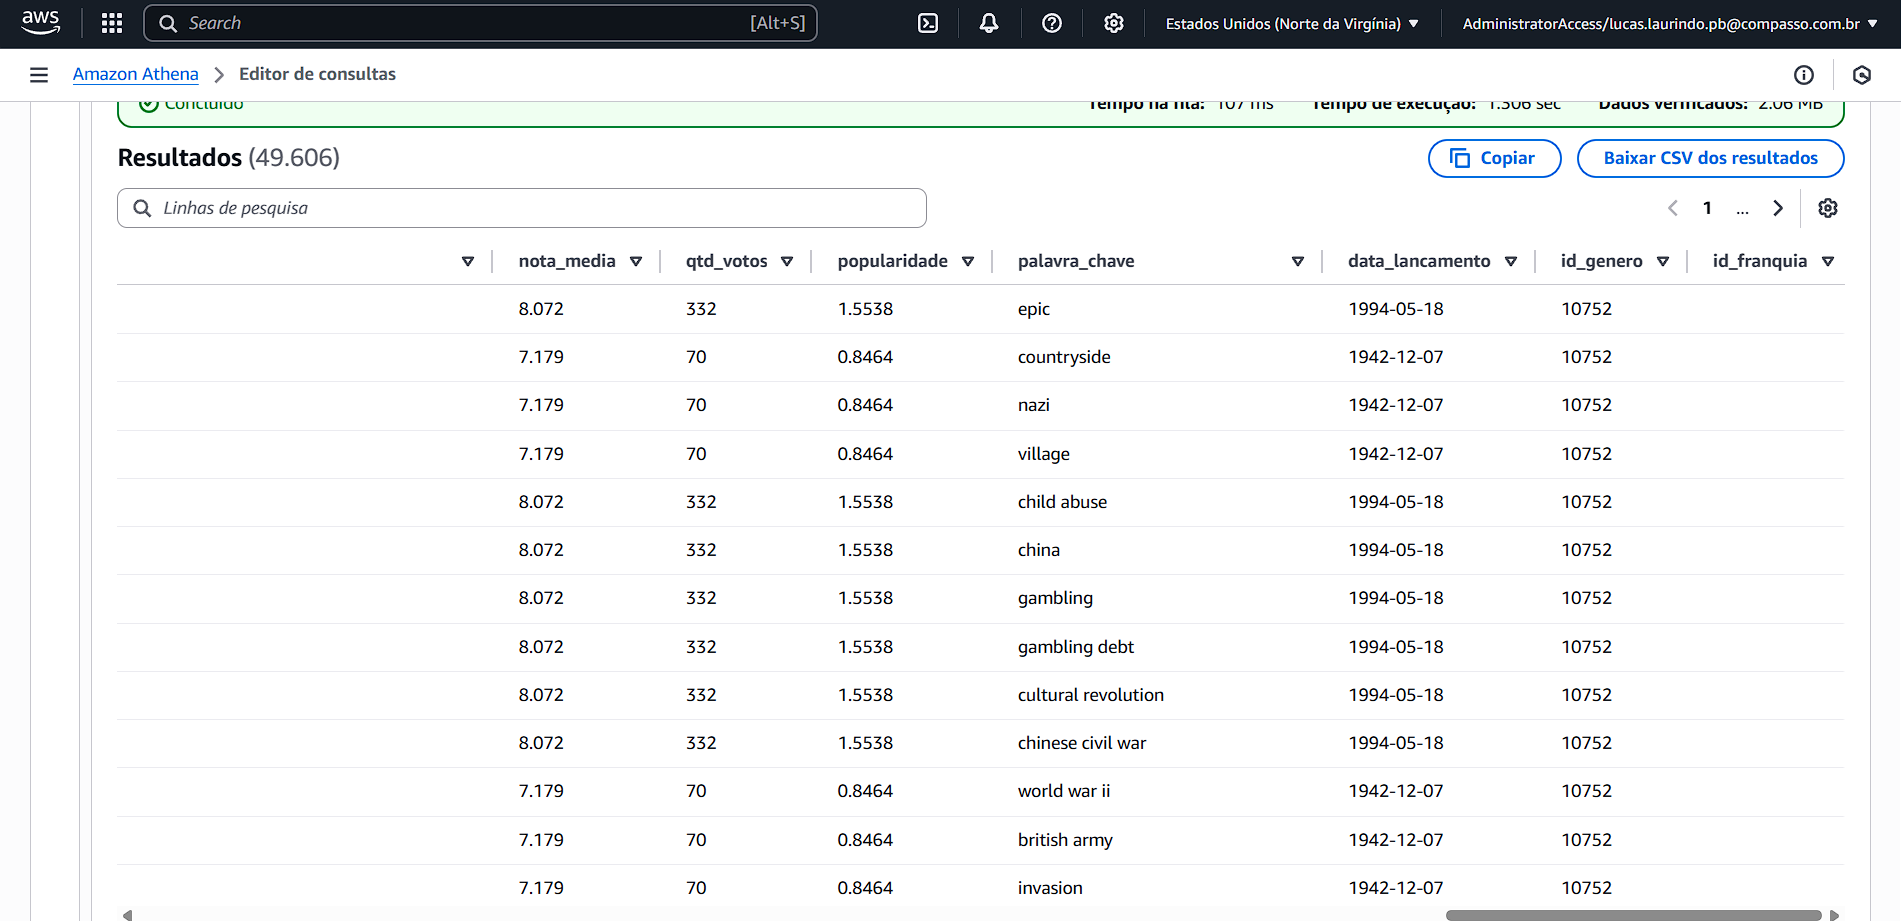 aws Search [Alt+S] Estados Unidos (Norte da Virgínia) AdministratorAccess/lucas.laurindo.pb@compasso.com.br
Amazon Athena > Editor de consultas
Concluído Tempo na fila: 107 ms Tempo de execução: 1.306 sec Dados verificados: 2.06 MB
Resultados (49.606) Copiar Baixar CSV dos resultados
Linhas de pesquisa < 1 ... >
nota_media qtd_votos popularidade palavra_chave data_lancamento id_genero id_franquia
8.072 332 1.5538 epic 1994-05-18 10752
7.179 70 0.8464 countryside 1942-12-07 10752
7.179 70 0.8464 nazi 1942-12-07 10752
7.179 70 0.8464 village 1942-12-07 10752
8.072 332 1.5538 child abuse 1994-05-18 10752
8.072 332 1.5538 china 1994-05-18 10752
8.072 332 1.5538 gambling 1994-05-18 10752
8.072 332 1.5538 gambling debt 1994-05-18 10752
8.072 332 1.5538 cultural revolution 1994-05-18 10752
8.072 332 1.5538 chinese civil war 1994-05-18 10752
7.179 70 0.8464 world war ii 1942-12-07 10752
7.179 70 0.8464 british army 1942-12-07 10752
7.179 70 0.8464 invasion 1942-12-07 10752